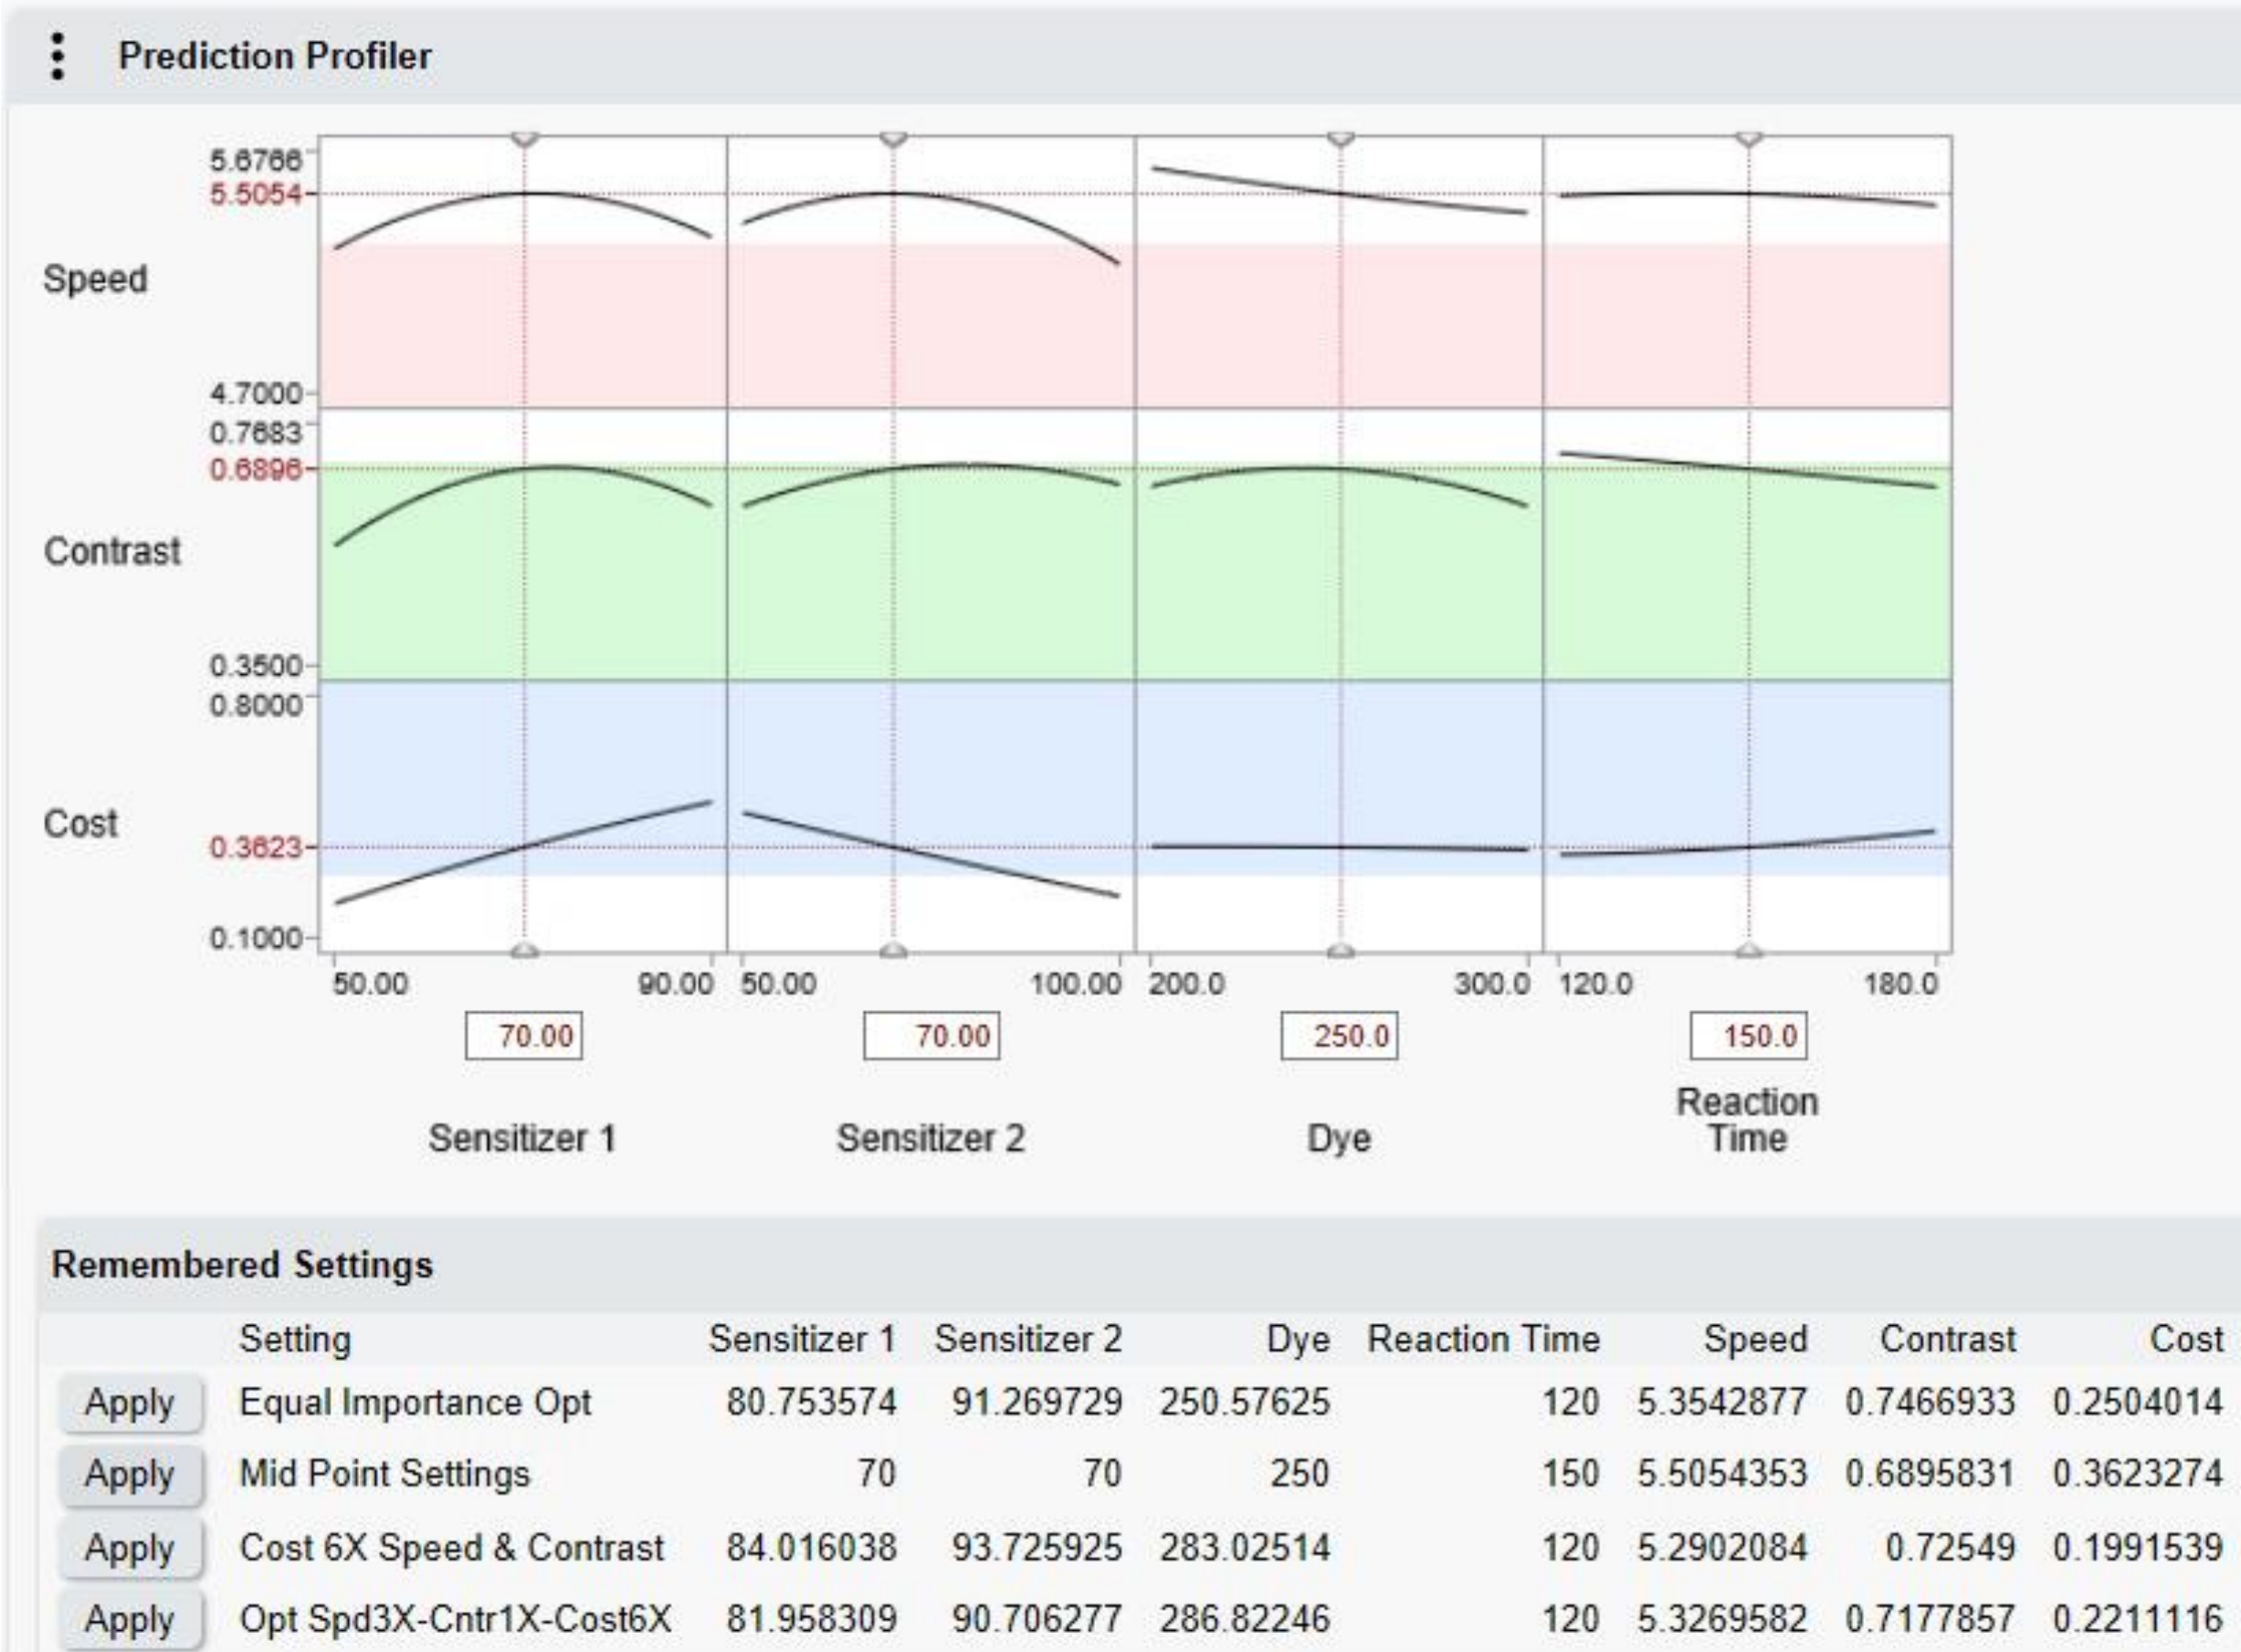 Prediction Profiler
5.6766
5.5054
Speed
4.7000
0.7683
0.6896
Contrast
0.3500
0.8000
Cost
0.3623
0.1000
50.00 90.00 50.00 100.00 200.0 300.0 120.0 180.0
70.00 70.00 250.0 150.0
Sensitizer 1 Sensitizer 2 Dye Reaction
Time
Remembered Settings
Setting Sensitizer 1 Sensitizer 2 Dye Reaction Time Speed Contrast Cost
Apply Equal Importance Opt 80.753574 91.269729 250.57625 120 5.3542877 0.7466933 0.2504014
Apply Mid Point Settings 70 70 250 150 5.5054353 0.6895831 0.3623274
Apply Cost 6X Speed & Contrast 84.016038 93.725925 283.02514 120 5.2902084 0.72549 0.1991539
Apply Opt Spd3X-Cntr1X-Cost6X 81.958309 90.706277 286.82246 120 5.3269582 0.7177857 0.2211116